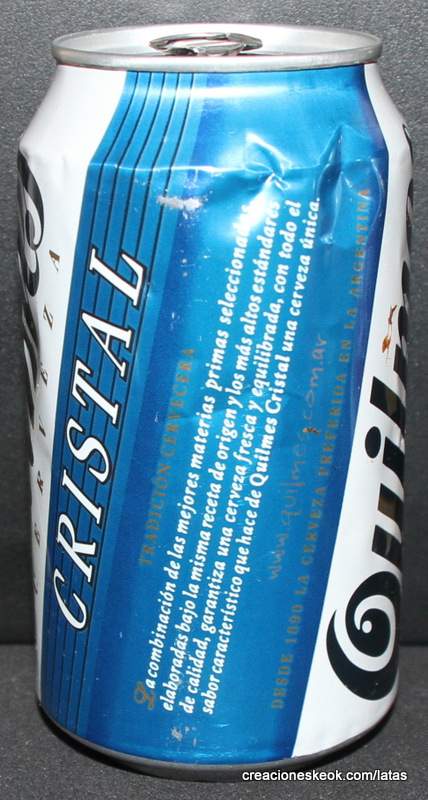 CERVEZA
CRISTAL
TRADICIÓN CERVECERA
La combinación de las mejores materias primas seleccionadas,
elaboradas bajo la misma receta de origen y los más altos estándares
de calidad, garantiza una cerveza fresca y equilibrada, con todo el
sabor característico que hace de Quilmes Cristal una cerveza única.
www.quilmes.com.ar
DESDE 1890 LA CERVEZA PREFERIDA EN LA ARGENTINA
Quilmes
creacioneskeok.com/latas